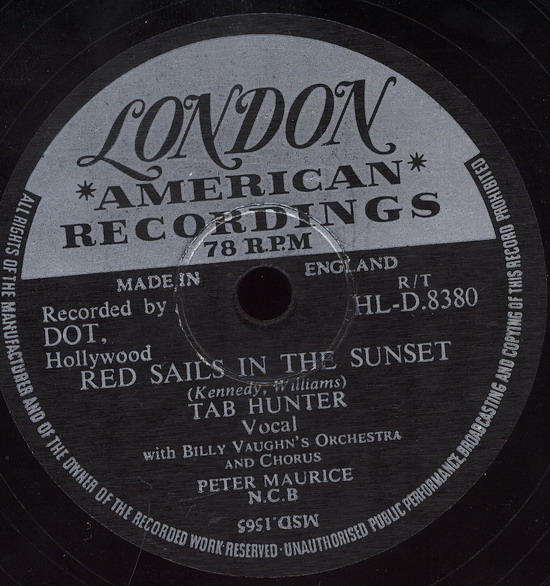 LONDON
*AMERICAN*
RECORDINGS
78 R.P.M
MADE IN ENGLAND
Recorded by
DOT,
Hollywood
R/T
HL-D.8380
RED SAILS IN THE SUNSET
(Kennedy, Williams)
TAB HUNTER
Vocal
with BILLY VAUGHN'S ORCHESTRA
AND CHORUS
PETER MAURICE
N.C.B
MSD.1565
ALL RIGHTS OF THE MANUFACTURER AND OF THE OWNER OF THE RECORDED WORK RESERVED · UNAUTHORISED PUBLIC PERFORMANCE BROADCASTING AND COPYING OF THIS RECORD PROHIBITED